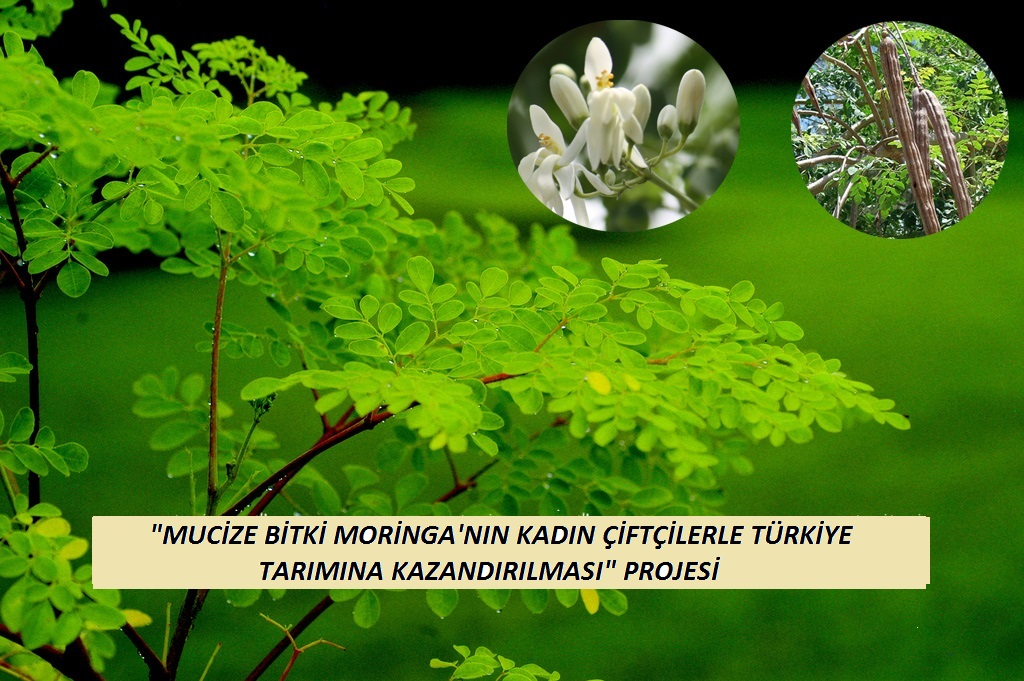 "MUCİZE BİTKİ MORİNGA'NIN KADIN ÇİFTÇİLERLE TÜRKİYE
TARIMINA KAZANDIRILMASI" PROJESİ